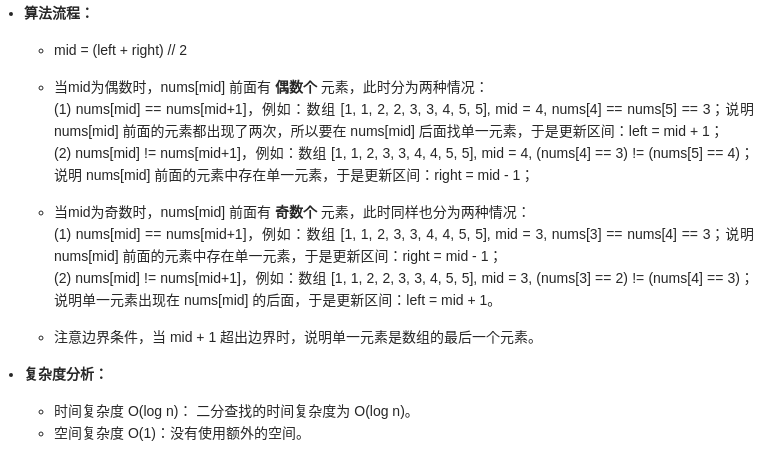 算法流程：
mid = (left + right) // 2
当mid为偶数时，nums[mid] 前面有 偶数个 元素，此时分为两种情况：
(1) nums[mid] == nums[mid+1]，例如：数组 [1, 1, 2, 2, 3, 3, 4, 5, 5], mid = 4, nums[4] == nums[5] == 3；说明
nums[mid] 前面的元素都出现了两次，所以要在 nums[mid] 后面找单一元素，于是更新区间：left = mid + 1；
(2) nums[mid] != nums[mid+1]，例如：数组 [1, 1, 2, 3, 3, 4, 4, 5, 5], mid = 4, (nums[4] == 3) != (nums[5] == 4)；
说明 nums[mid] 前面的元素中存在单一元素，于是更新区间：right = mid - 1；
当mid为奇数时，nums[mid] 前面有 奇数个 元素，此时同样也分为两种情况：
(1) nums[mid] == nums[mid+1]，例如：数组 [1, 1, 2, 3, 3, 4, 4, 5, 5], mid = 3, nums[3] == nums[4] == 3；说明
nums[mid] 前面的元素中存在单一元素，于是更新区间：right = mid - 1；
(2) nums[mid] != nums[mid+1]，例如：数组 [1, 1, 2, 2, 3, 3, 4, 5, 5], mid = 3, (nums[3] == 2) != (nums[4] == 3)；
说明单一元素出现在 nums[mid] 的后面，于是更新区间：left = mid + 1。
注意边界条件，当 mid + 1 超出边界时，说明单一元素是数组的最后一个元素。
复杂度分析：
时间复杂度 O(log n)： 二分查找的时间复杂度为 O(log n)。
空间复杂度 O(1)：没有使用额外的空间。